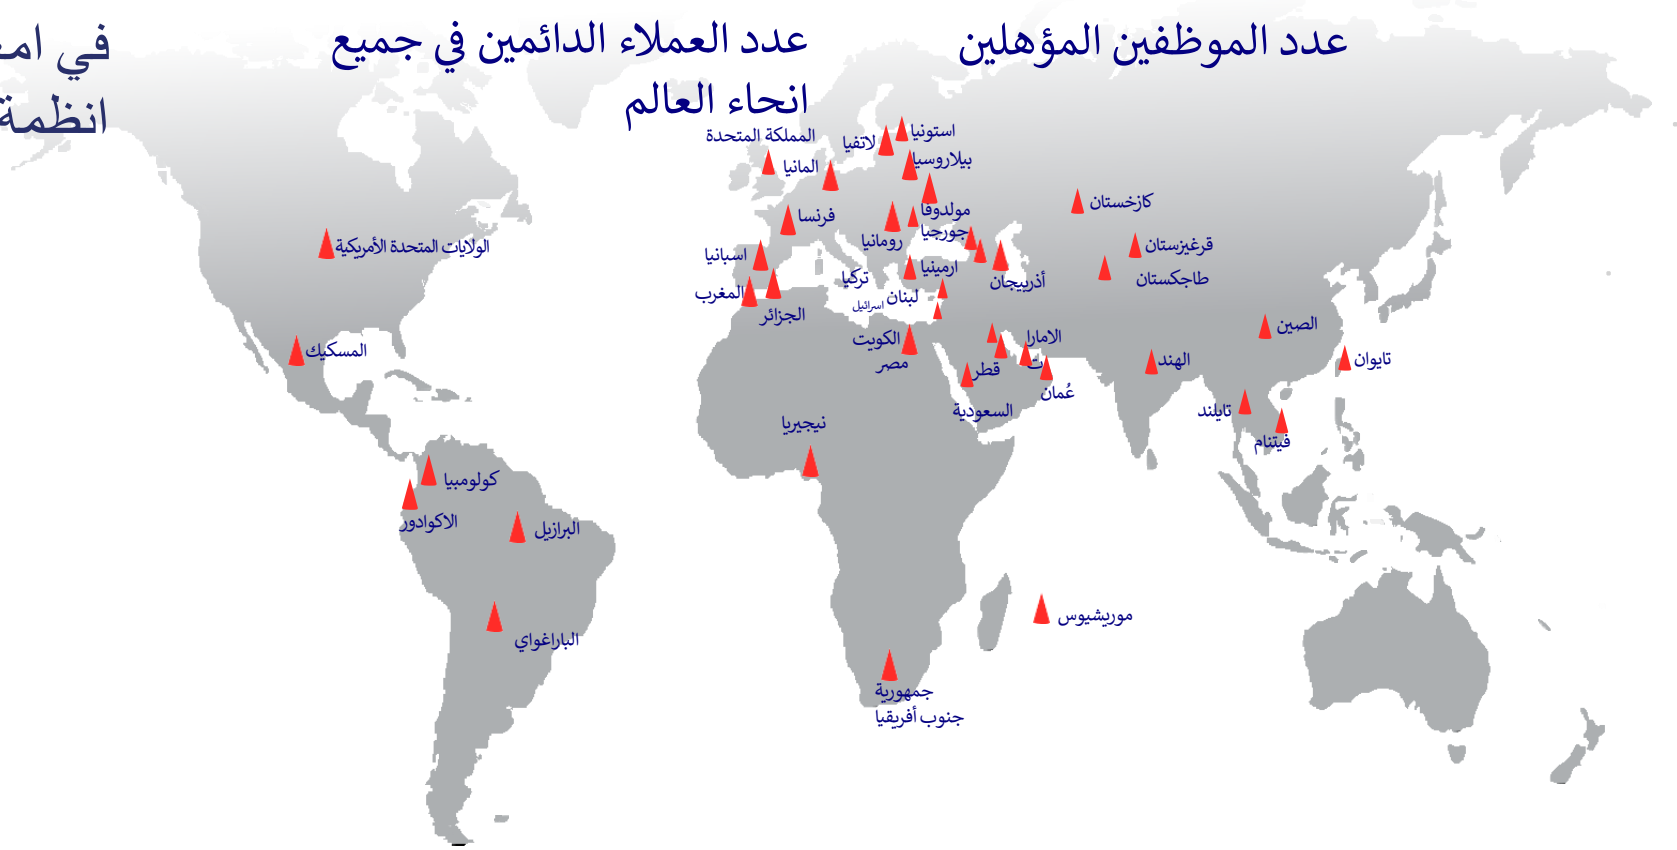 عدد الموظفين المؤهلين
عدد العملاء الدائمين في جميع
انحاء العالم
في امـ
انظمة
استونيا
لاتفيا
المملكة المتحدة
بيلاروسيا
المانيا
كازخستان
مولدوفا
فرنسا
جورجيا
رومانيا
قرغيزستان
الولايات المتحدة الأمريكية
اسبانيا
ارمينيا
تركيا
طاجكستان
أذربيجان
المغرب
لبنان
اسرائيل
الجزائر
الصين
الامارا
ت
الكويت
المسكيك
تايوان
الهند
مصر
قطر
عُمان
السعودية
تايلند
نيجيريا
فيتنام
كولومبيا
الاكوادور
البرازيل
موريشيوس
الباراغواي
جمهورية
جنوب أفريقيا